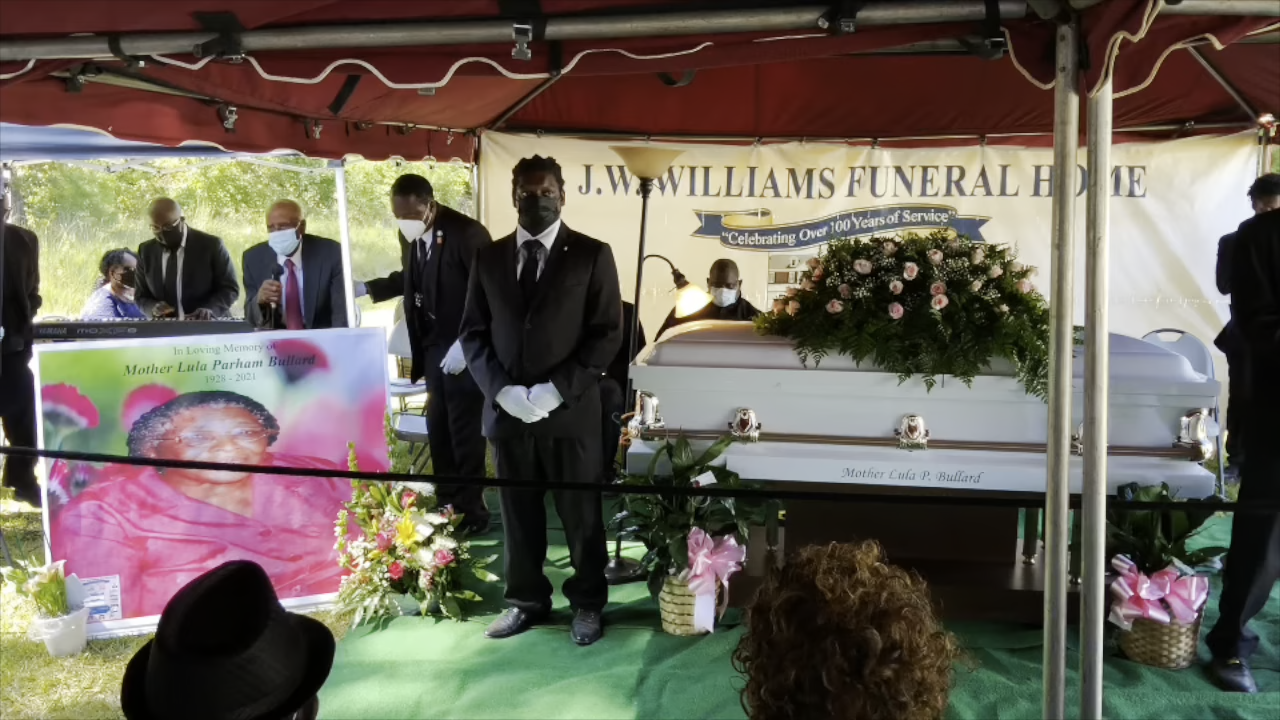 J.W. WILLIAMS FUNERAL HOME
"Celebrating Over 100 Years of Service"
YAMAHA
In Loving Memory of
Mother Lula Parham Bullard
1928 - 2021
Mother Lula P. Bullard